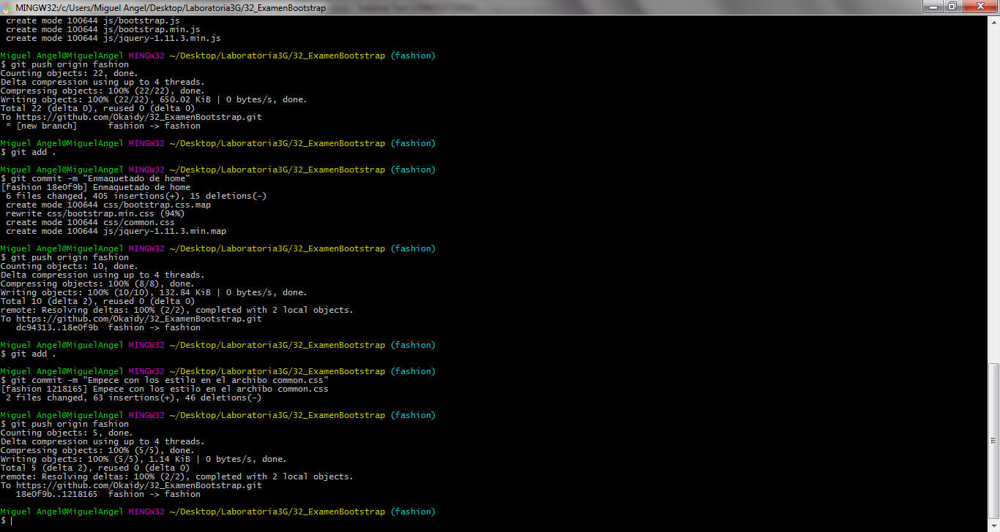 MINGW32:/c/Users/Miguel Angel/Desktop/Laboratoria3G/32_ExamenBootstrap
create mode 100644 js/bootstrap.js
create mode 100644 js/bootstrap.min.js
create mode 100644 js/jquery-1.11.3.min.js
Miguel Angel@MiguelAngel MINGW32 ~/Desktop/Laboratoria3G/32_ExamenBootstrap (fashion)
$ git push origin fashion
Counting objects: 22, done.
Delta compression using up to 4 threads.
Compressing objects: 100% (22/22), done.
Writing objects: 100% (22/22), 650.02 KiB | 0 bytes/s, done.
Total 22 (delta 0), reused 0 (delta 0)
To https://github.com/Okaidy/32_ExamenBootstrap.git
* [new branch]      fashion -> fashion
Miguel Angel@MiguelAngel MINGW32 ~/Desktop/Laboratoria3G/32_ExamenBootstrap (fashion)
$ git add .
Miguel Angel@MiguelAngel MINGW32 ~/Desktop/Laboratoria3G/32_ExamenBootstrap (fashion)
$ git commit -m "Enmaquetado de home"
[fashion 18e0f9b] Enmaquetado de home
6 files changed, 405 insertions(+), 15 deletions(-)
create mode 100644 css/bootstrap.css.map
rewrite css/bootstrap.min.css (94%)
create mode 100644 css/common.css
create mode 100644 js/jquery-1.11.3.min.map
Miguel Angel@MiguelAngel MINGW32 ~/Desktop/Laboratoria3G/32_ExamenBootstrap (fashion)
$ git push origin fashion
Counting objects: 10, done.
Delta compression using up to 4 threads.
Compressing objects: 100% (8/8), done.
Writing objects: 100% (10/10), 132.84 KiB | 0 bytes/s, done.
Total 10 (delta 2), reused 0 (delta 0)
remote: Resolving deltas: 100% (2/2), completed with 2 local objects.
To https://github.com/Okaidy/32_ExamenBootstrap.git
dc94313..18e0f9b  fashion -> fashion
Miguel Angel@MiguelAngel MINGW32 ~/Desktop/Laboratoria3G/32_ExamenBootstrap (fashion)
$ git add .
Miguel Angel@MiguelAngel MINGW32 ~/Desktop/Laboratoria3G/32_ExamenBootstrap (fashion)
$ git commit -m "Empece con los estilo en el archibo common.css"
[fashion 1218165] Empece con los estilo en el archibo common.css
2 files changed, 63 insertions(+), 46 deletions(-)
Miguel Angel@MiguelAngel MINGW32 ~/Desktop/Laboratoria3G/32_ExamenBootstrap (fashion)
$ git push origin fashion
Counting objects: 5, done.
Delta compression using up to 4 threads.
Compressing objects: 100% (5/5), done.
Writing objects: 100% (5/5), 1.14 KiB | 0 bytes/s, done.
Total 5 (delta 2), reused 0 (delta 0)
remote: Resolving deltas: 100% (2/2), completed with 2 local objects.
To https://github.com/Okaidy/32_ExamenBootstrap.git
18e0f9b..1218165  fashion -> fashion
Miguel Angel@MiguelAngel MINGW32 ~/Desktop/Laboratoria3G/32_ExamenBootstrap (fashion)
$